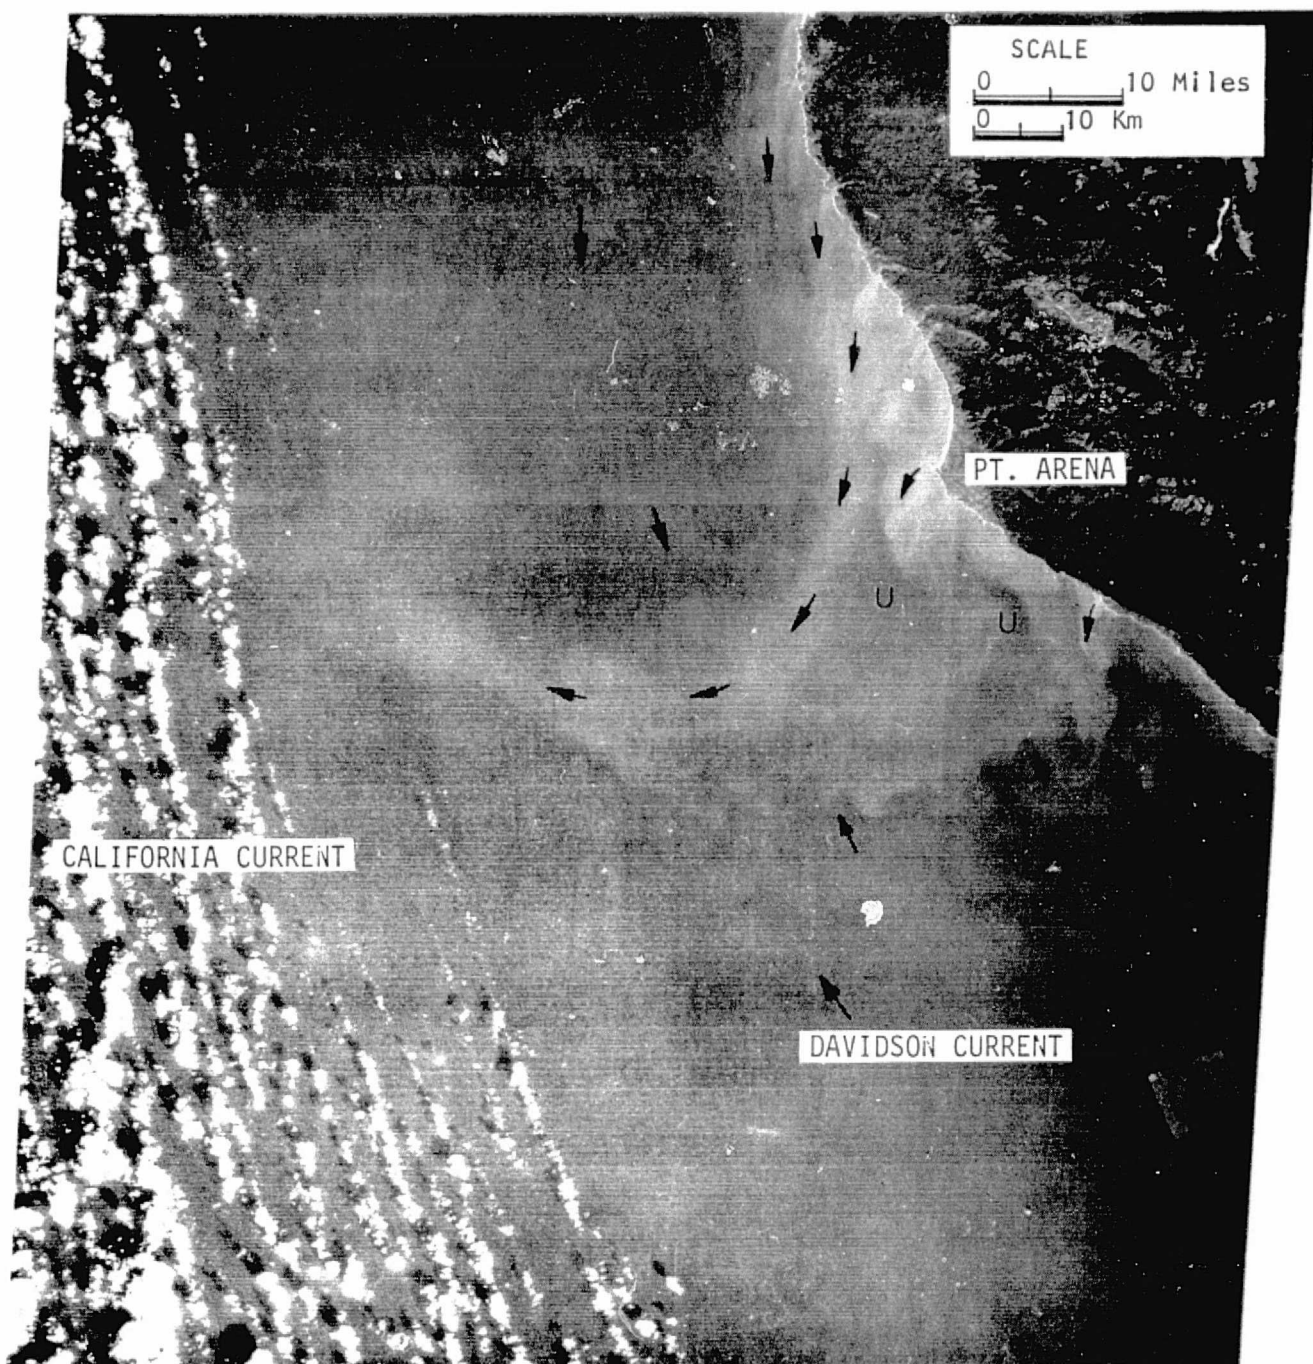 SCALE
0 10 Miles
0 10 Km
PT. ARENA
U
U
CALIFORNIA CURRENT
DAVIDSON CURRENT